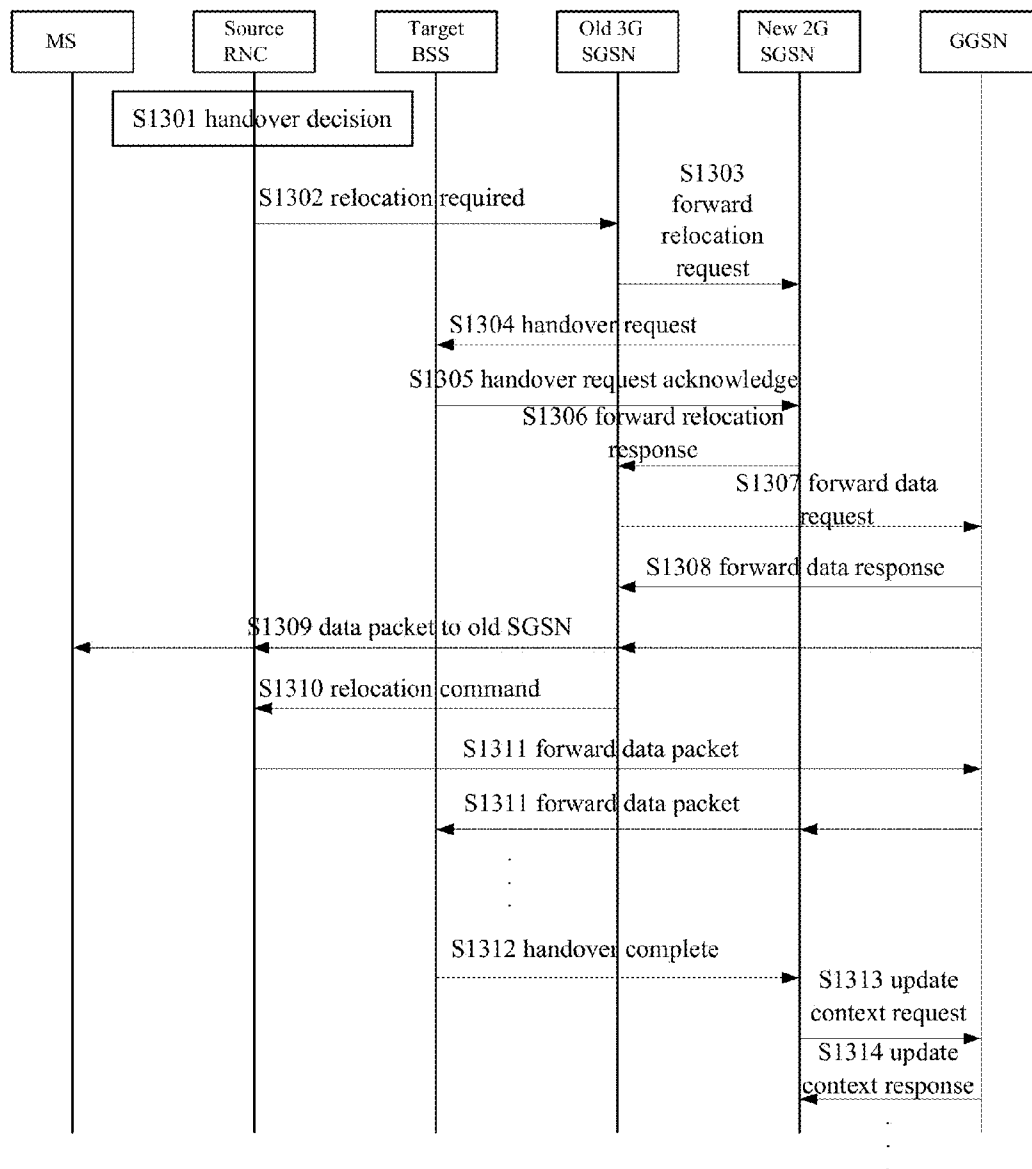 MS
Source
RNC
Target
BSS
Old 3G
SGSN
New 2G
SGSN
GGSN
S1301 handover decision
S1302 relocation required
S1303
forward
relocation
request
S1304 handover request
S1305 handover request acknowledge
S1306 forward relocation
response
S1307 forward data
request
S1308 forward data response
S1309 data packet to old SGSN
S1310 relocation command
S1311 forward data packet
S1311 forward data packet
S1312 handover complete
S1313 update
context request
S1314 update
context response